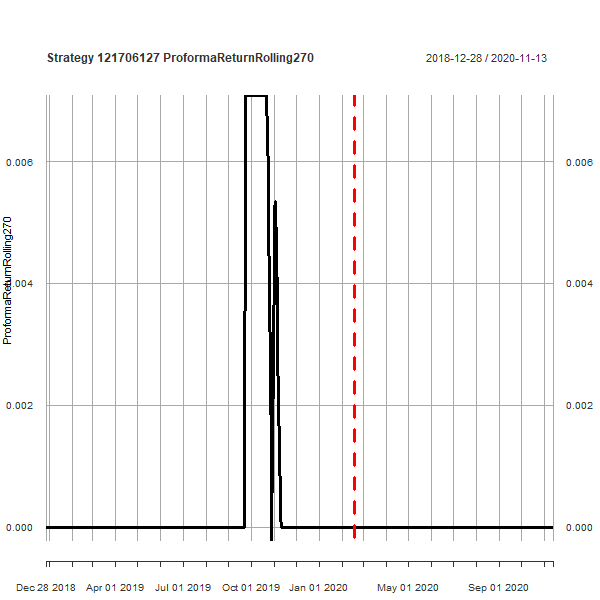 Strategy 121706127 ProformaReturnRolling270
2018-12-28 / 2020-11-13
0.006
0.006
ProformaReturnRolling270
0.004
0.004
0.002
0.002
0.000
0.000
Dec 28 2018
Apr 01 2019
Jul 01 2019
Oct 01 2019
Jan 01 2020
May 01 2020
Sep 01 2020